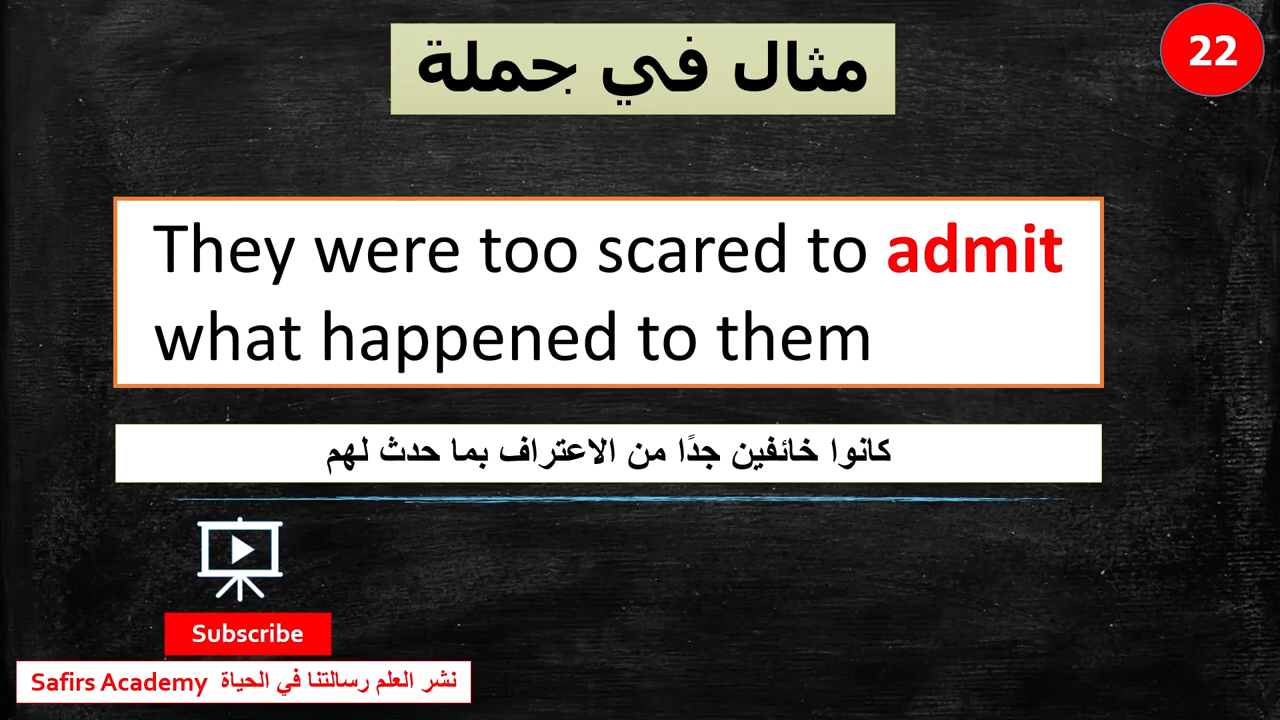 مثال في جملة
22
They were too scared to admit
what happened to them
كانوا خائفين جدًا من الاعتراف بما حدث لهم
Subscribe
Safirs Academy نشر العلم رسالتنا في الحياة